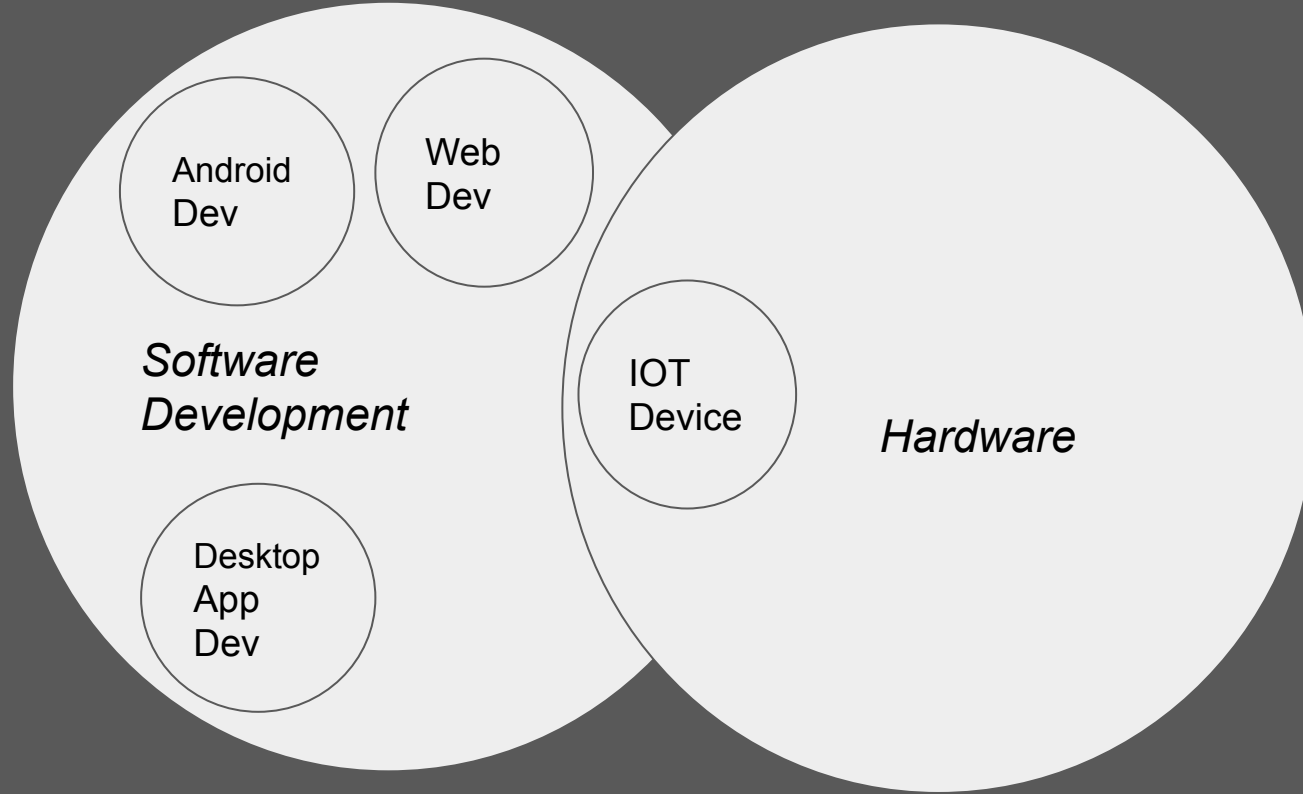 Android
Dev
Web
Dev
Software
Development
IOT
Device
Hardware
Desktop
App
Dev